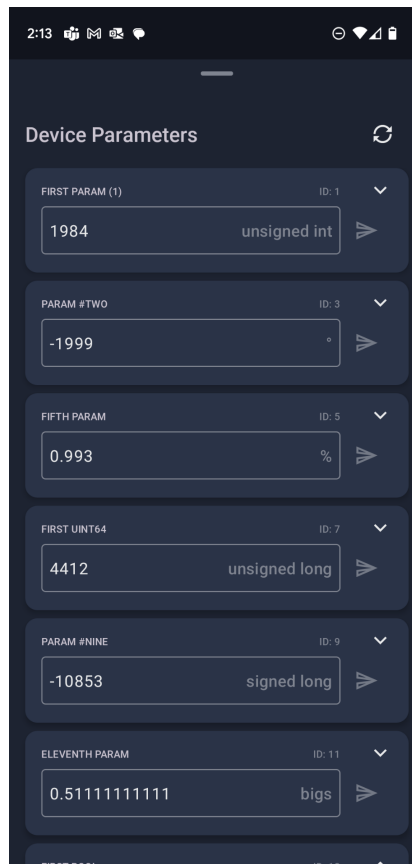 2:13
Device Parameters
FIRST PARAM (1) ID: 1
1984 unsigned int
PARAM #TWO ID: 3
-1999 °
FIFTH PARAM ID: 5
0.993 %
FIRST UINT64 ID: 7
4412 unsigned long
PARAM #NINE ID: 9
-10853 signed long
ELEVENTH PARAM ID: 11
0.51111111111 bigs